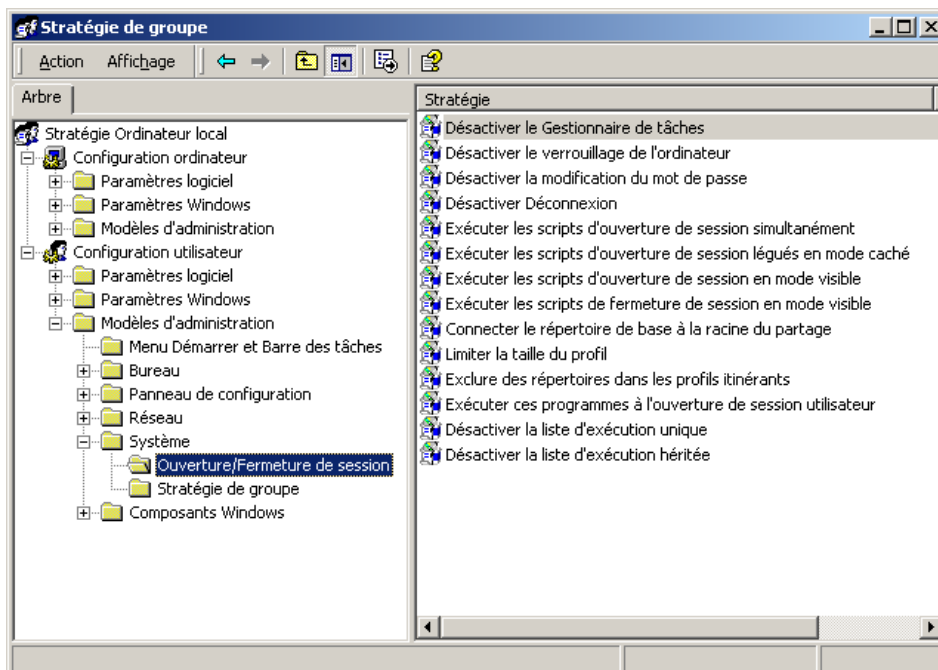 Stratégie de groupe
Action Affichage
Arbre
Stratégie Ordinateur local
Configuration ordinateur
Paramètres logiciel
Paramètres Windows
Modèles d'administration
Configuration utilisateur
Paramètres logiciel
Paramètres Windows
Modèles d'administration
Menu Démarrer et Barre des tâches
Bureau
Panneau de configuration
Réseau
Système
Ouverture/Fermeture de session
Stratégie de groupe
Composants Windows
Stratégie
Désactiver le Gestionnaire de tâches
Désactiver le verrouillage de l'ordinateur
Désactiver la modification du mot de passe
Désactiver Déconnexion
Exécuter les scripts d'ouverture de session simultanément
Exécuter les scripts d'ouverture de session légués en mode caché
Exécuter les scripts d'ouverture de session en mode visible
Exécuter les scripts de fermeture de session en mode visible
Connecter le répertoire de base à la racine du partage
Limiter la taille du profil
Exclure des répertoires dans les profils itinérants
Exécuter ces programmes à l'ouverture de session utilisateur
Désactiver la liste d'exécution unique
Désactiver la liste d'exécution héritée